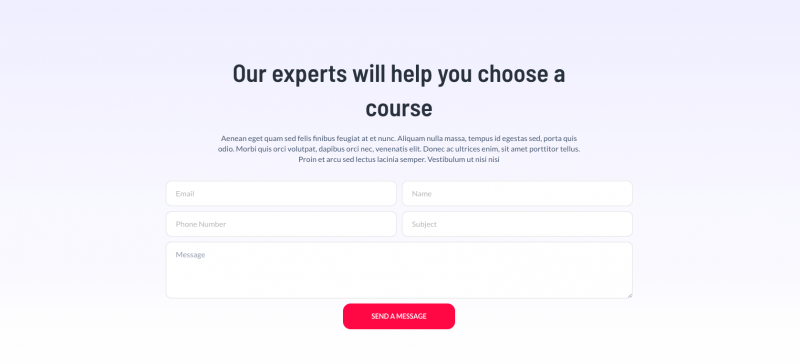 Our experts will help you choose a
course
Aenean eget quam sed felis finibus feugiat at et nunc. Aliquam nulla massa, tempus id egestas sed, porta quis
odio. Morbi quis orci volutpat, dapibus orci nec, venenatis elit. Donec ac ultrices enim, sit amet porttitor tellus.
Proin et arcu sed lectus lacinia semper. Vestibulum ut nisi nisi
Email
Name
Phone Number
Subject
Message
SEND A MESSAGE